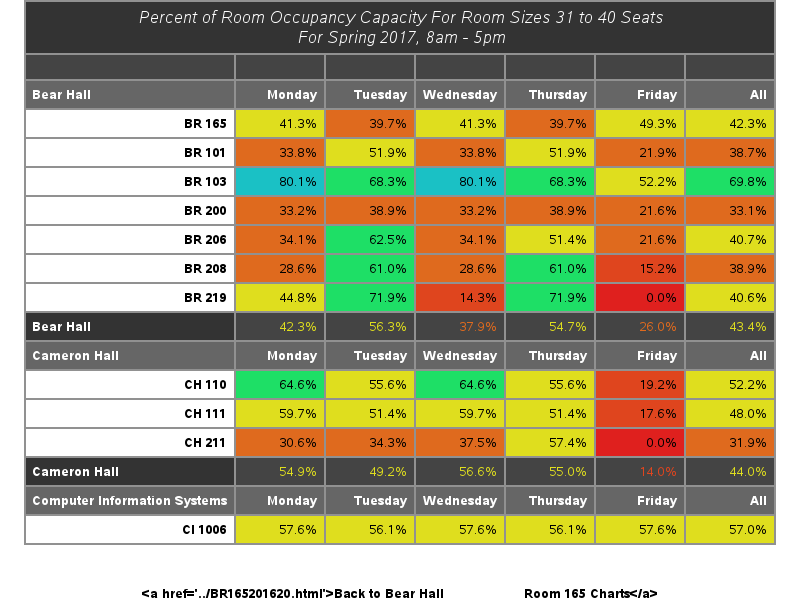 Percent of Room Occupancy Capacity For Room Sizes 31 to 40 Seats
For Spring 2017, 8am - 5pm
Bear Hall Monday Tuesday Wednesday Thursday Friday All
BR 165 41.3% 39.7% 41.3% 39.7% 49.3% 42.3%
BR 101 33.8% 51.9% 33.8% 51.9% 21.9% 38.7%
BR 103 80.1% 68.3% 80.1% 68.3% 52.2% 69.8%
BR 200 33.2% 38.9% 33.2% 38.9% 21.6% 33.1%
BR 206 34.1% 62.5% 34.1% 51.4% 21.6% 40.7%
BR 208 28.6% 61.0% 28.6% 61.0% 15.2% 38.9%
BR 219 44.8% 71.9% 14.3% 71.9% 0.0% 40.6%
Bear Hall 42.3% 56.3% 37.9% 54.7% 26.0% 43.4%
Cameron Hall Monday Tuesday Wednesday Thursday Friday All
CH 110 64.6% 55.6% 64.6% 55.6% 19.2% 52.2%
CH 111 59.7% 51.4% 59.7% 51.4% 17.6% 48.0%
CH 211 30.6% 34.3% 37.5% 57.4% 0.0% 31.9%
Cameron Hall 54.9% 49.2% 56.6% 55.0% 14.0% 44.0%
Computer Information Systems Monday Tuesday Wednesday Thursday Friday All
CI 1006 57.6% 56.1% 57.6% 56.1% 57.6% 57.0%
<a href='../BR165201620.html'>Back to Bear Hall Room 165 Charts</a>